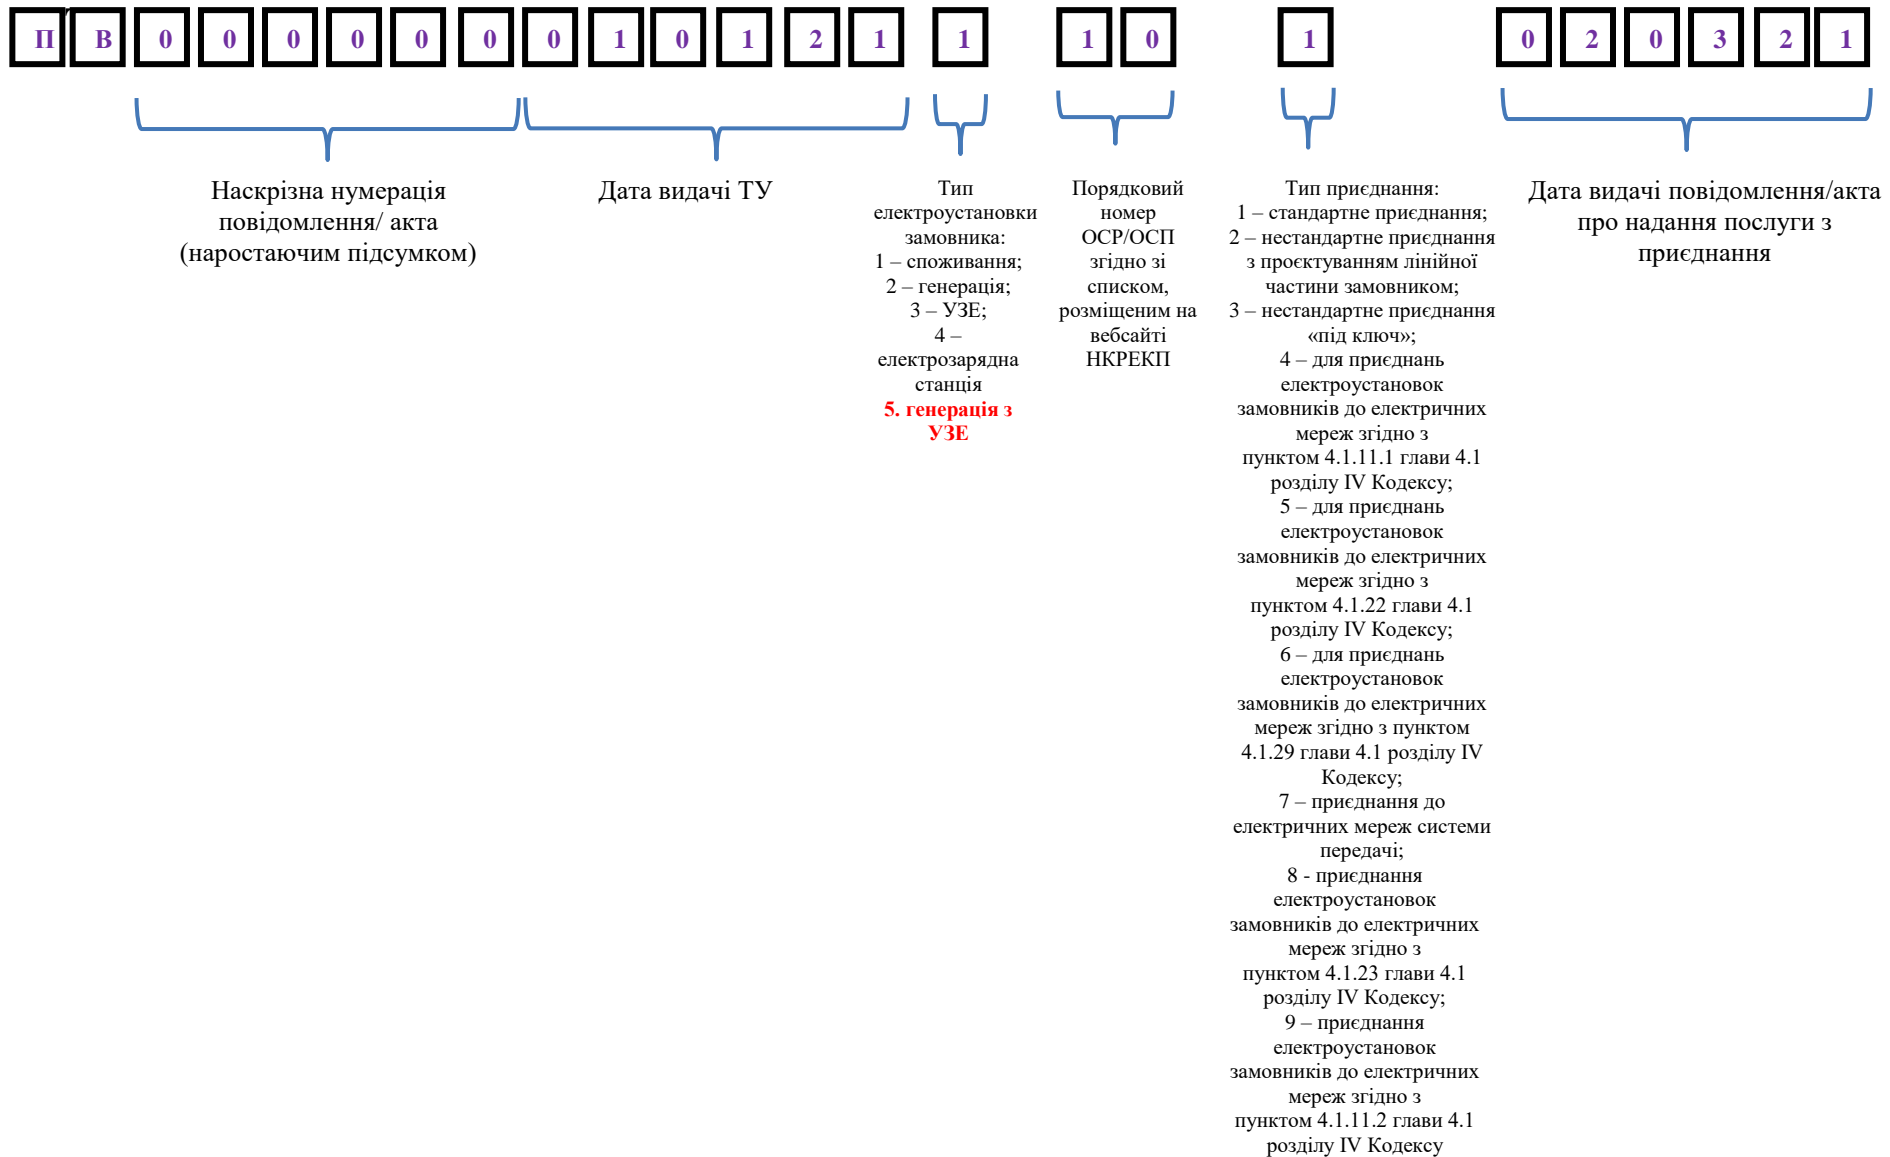 П В 0 0 0 0 0 0 0 1 0 1 2 1 1 1 0 1 0 2 0 3 2 1
Наскрізна нумерація
повідомлення/ акта
(наростаючим підсумком)
Дата видачі ТУ
Тип
електроустановки
замовника:
1 – споживання;
2 – генерація;
3 – УЗЕ;
4 –
електрозарядна
станція
5. генерація з
УЗЕ
Порядковий
номер
ОСР/ОСП
згідно зі
списком,
розміщеним на
вебсайті
НКРЕКП
Тип приєднання:
1 – стандартне приєднання;
2 – нестандартне приєднання
з проєктуванням лінійної
частини замовником;
3 – нестандартне приєднання
«під ключ»;
4 – для приєднань
електроустановок
замовників до електричних
мереж згідно з
пунктом 4.1.11.1 глави 4.1
розділу IV Кодексу;
5 – для приєднань
електроустановок
замовників до електричних
мереж згідно з
пунктом 4.1.22 глави 4.1
розділу IV Кодексу;
6 – для приєднань
електроустановок
замовників до електричних
мереж згідно з пунктом
4.1.29 глави 4.1 розділу IV
Кодексу;
7 – приєднання до
електричних мереж системи
передачі;
8 - приєднання
електроустановок
замовників до електричних
мереж згідно з
пунктом 4.1.23 глави 4.1
розділу IV Кодексу;
9 – приєднання
електроустановок
замовників до електричних
мереж згідно з
пунктом 4.1.11.2 глави 4.1
розділу IV Кодексу
Дата видачі повідомлення/акта
про надання послуги з
приєднання